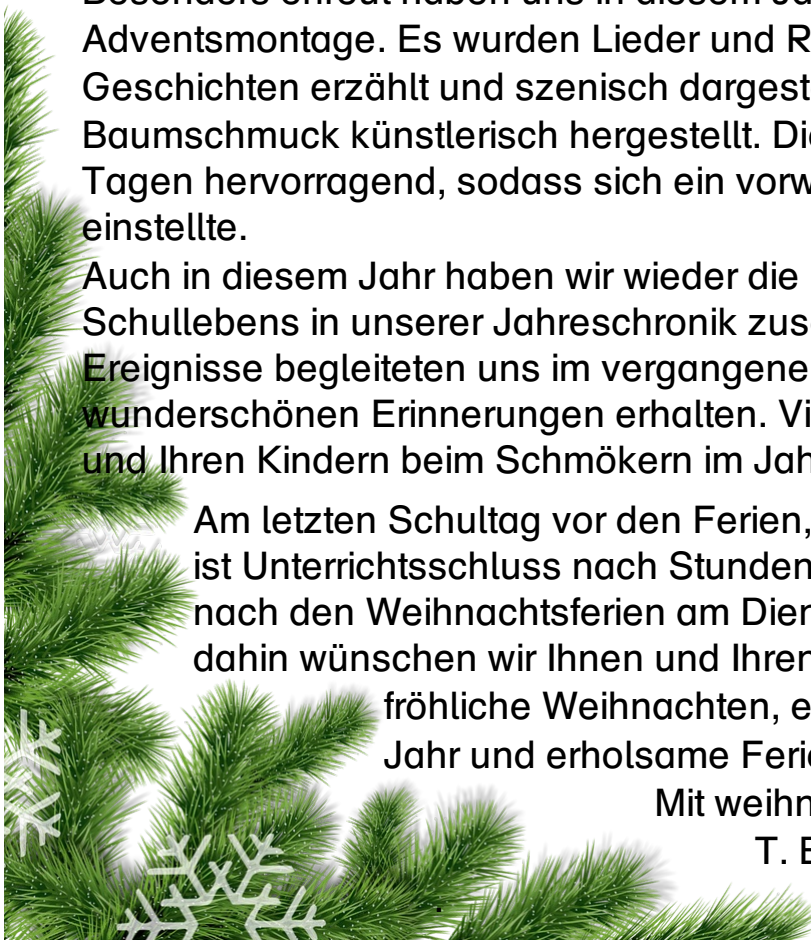 Adventsmontage. Es wurden Lieder und R
Geschichten erzählt und szenisch dargest
Baumschmuck künstlerisch hergestellt. Di
Tagen hervorragend, sodass sich ein vorw
einstellte.
Auch in diesem Jahr haben wir wieder die
Schullebens in unserer Jahreschronik zus
Ereignisse begleiteten uns im vergangene
wunderschönen Erinnerungen erhalten. Vi
und Ihren Kindern beim Schmökern im Jah
Am letzten Schultag vor den Ferien,
ist Unterrichtsschluss nach Stunden
nach den Weihnachtsferien am Dien
dahin wünschen wir Ihnen und Ihren
fröhliche Weihnachten, e
Jahr und erholsame Ferie
Mit weihn
T. E